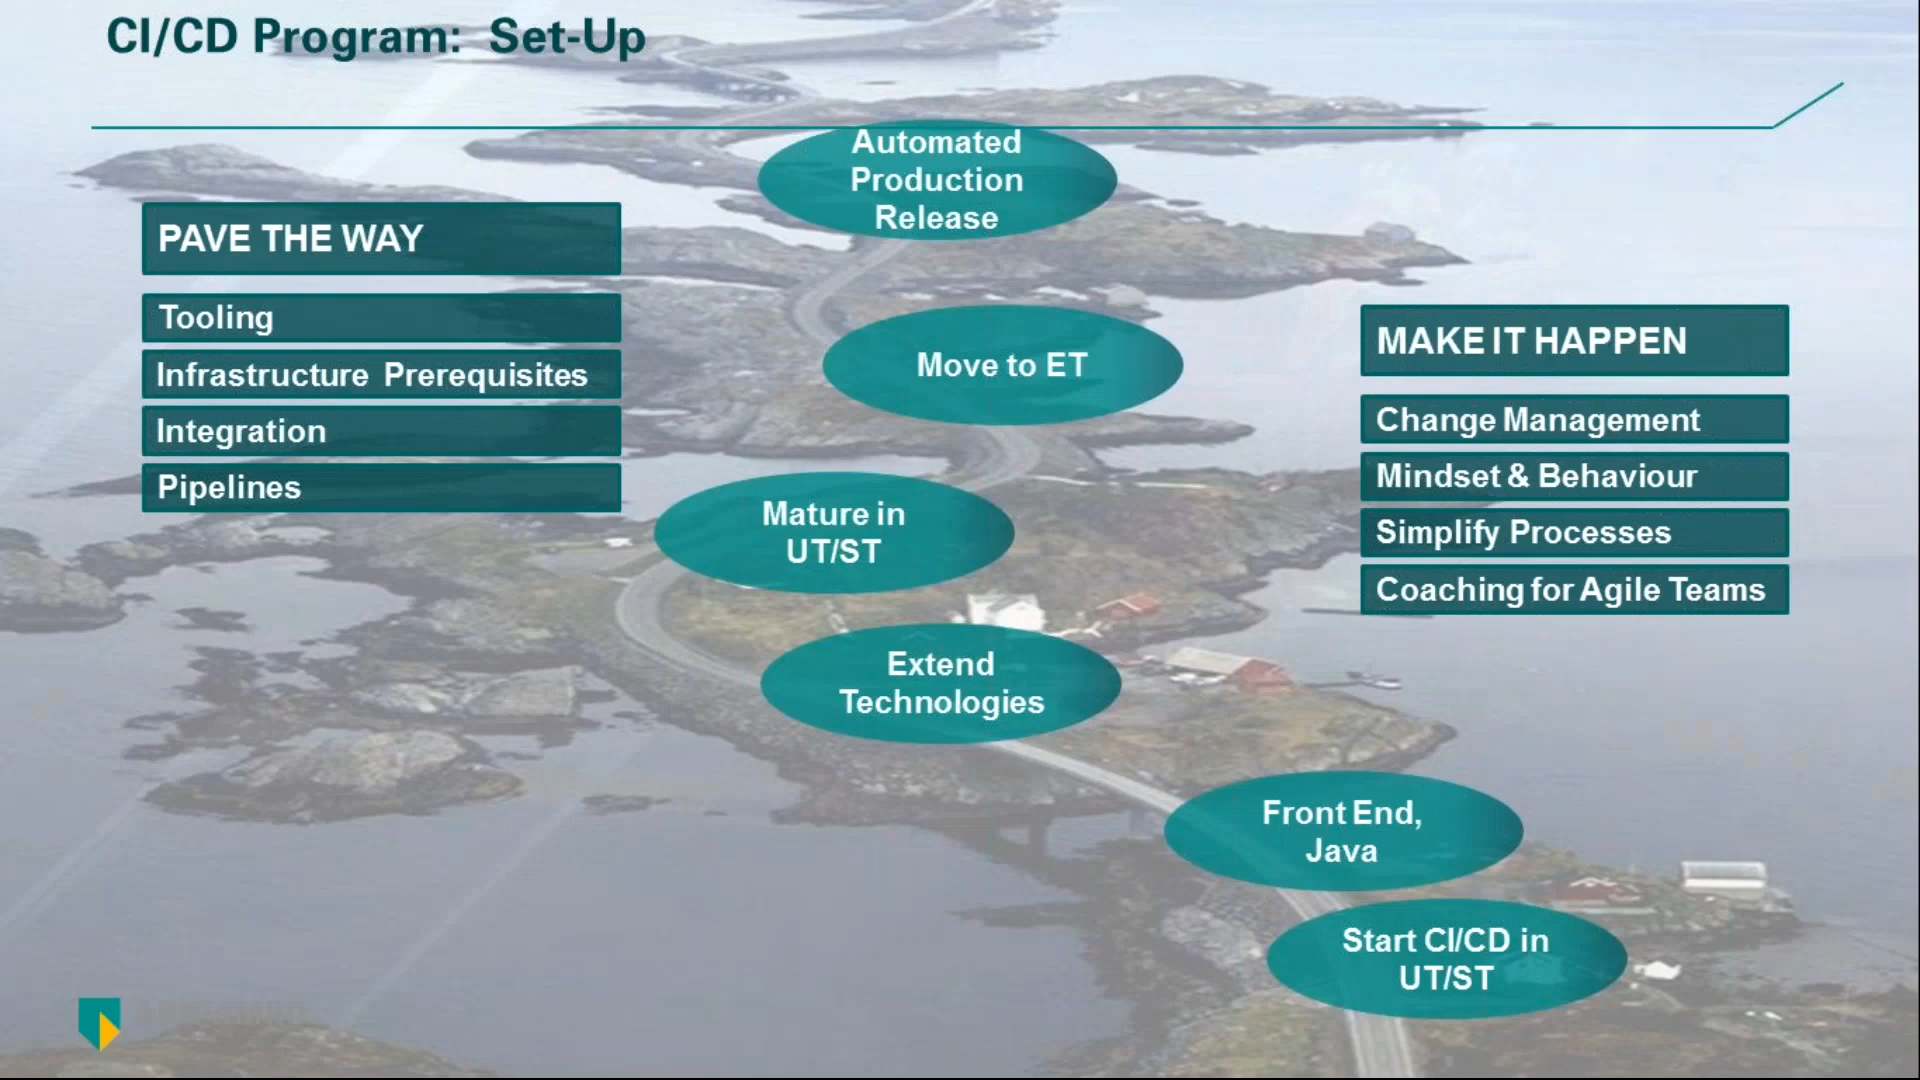 CI/CD Program: Set-Up
Automated
Production
Release
PAVE THE WAY
Tooling
Infrastructure Prerequisites
Integration
Pipelines
Move to ET
MAKE IT HAPPEN
Change Management
Mindset & Behaviour
Simplify Processes
Coaching for Agile Teams
Mature in
UT/ST
Extend
Technologies
Front End,
Java
Start CI/CD in
UT/ST